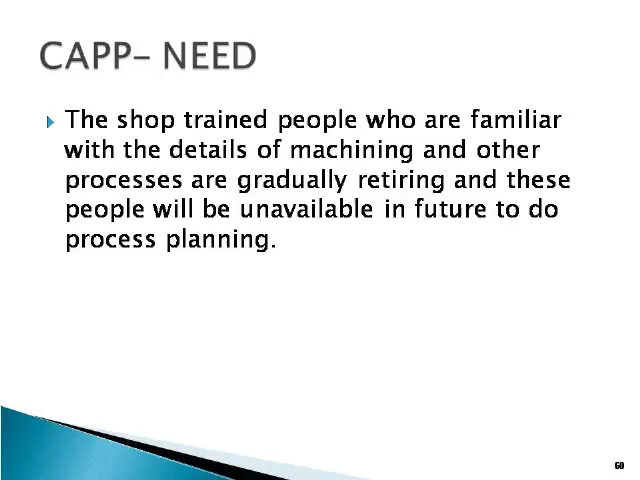 CAPP- NEED
The shop trained people who are familiar
with the details of machining and other
processes are gradually retiring and these
people will be unavailable in future to do
process planning.
60